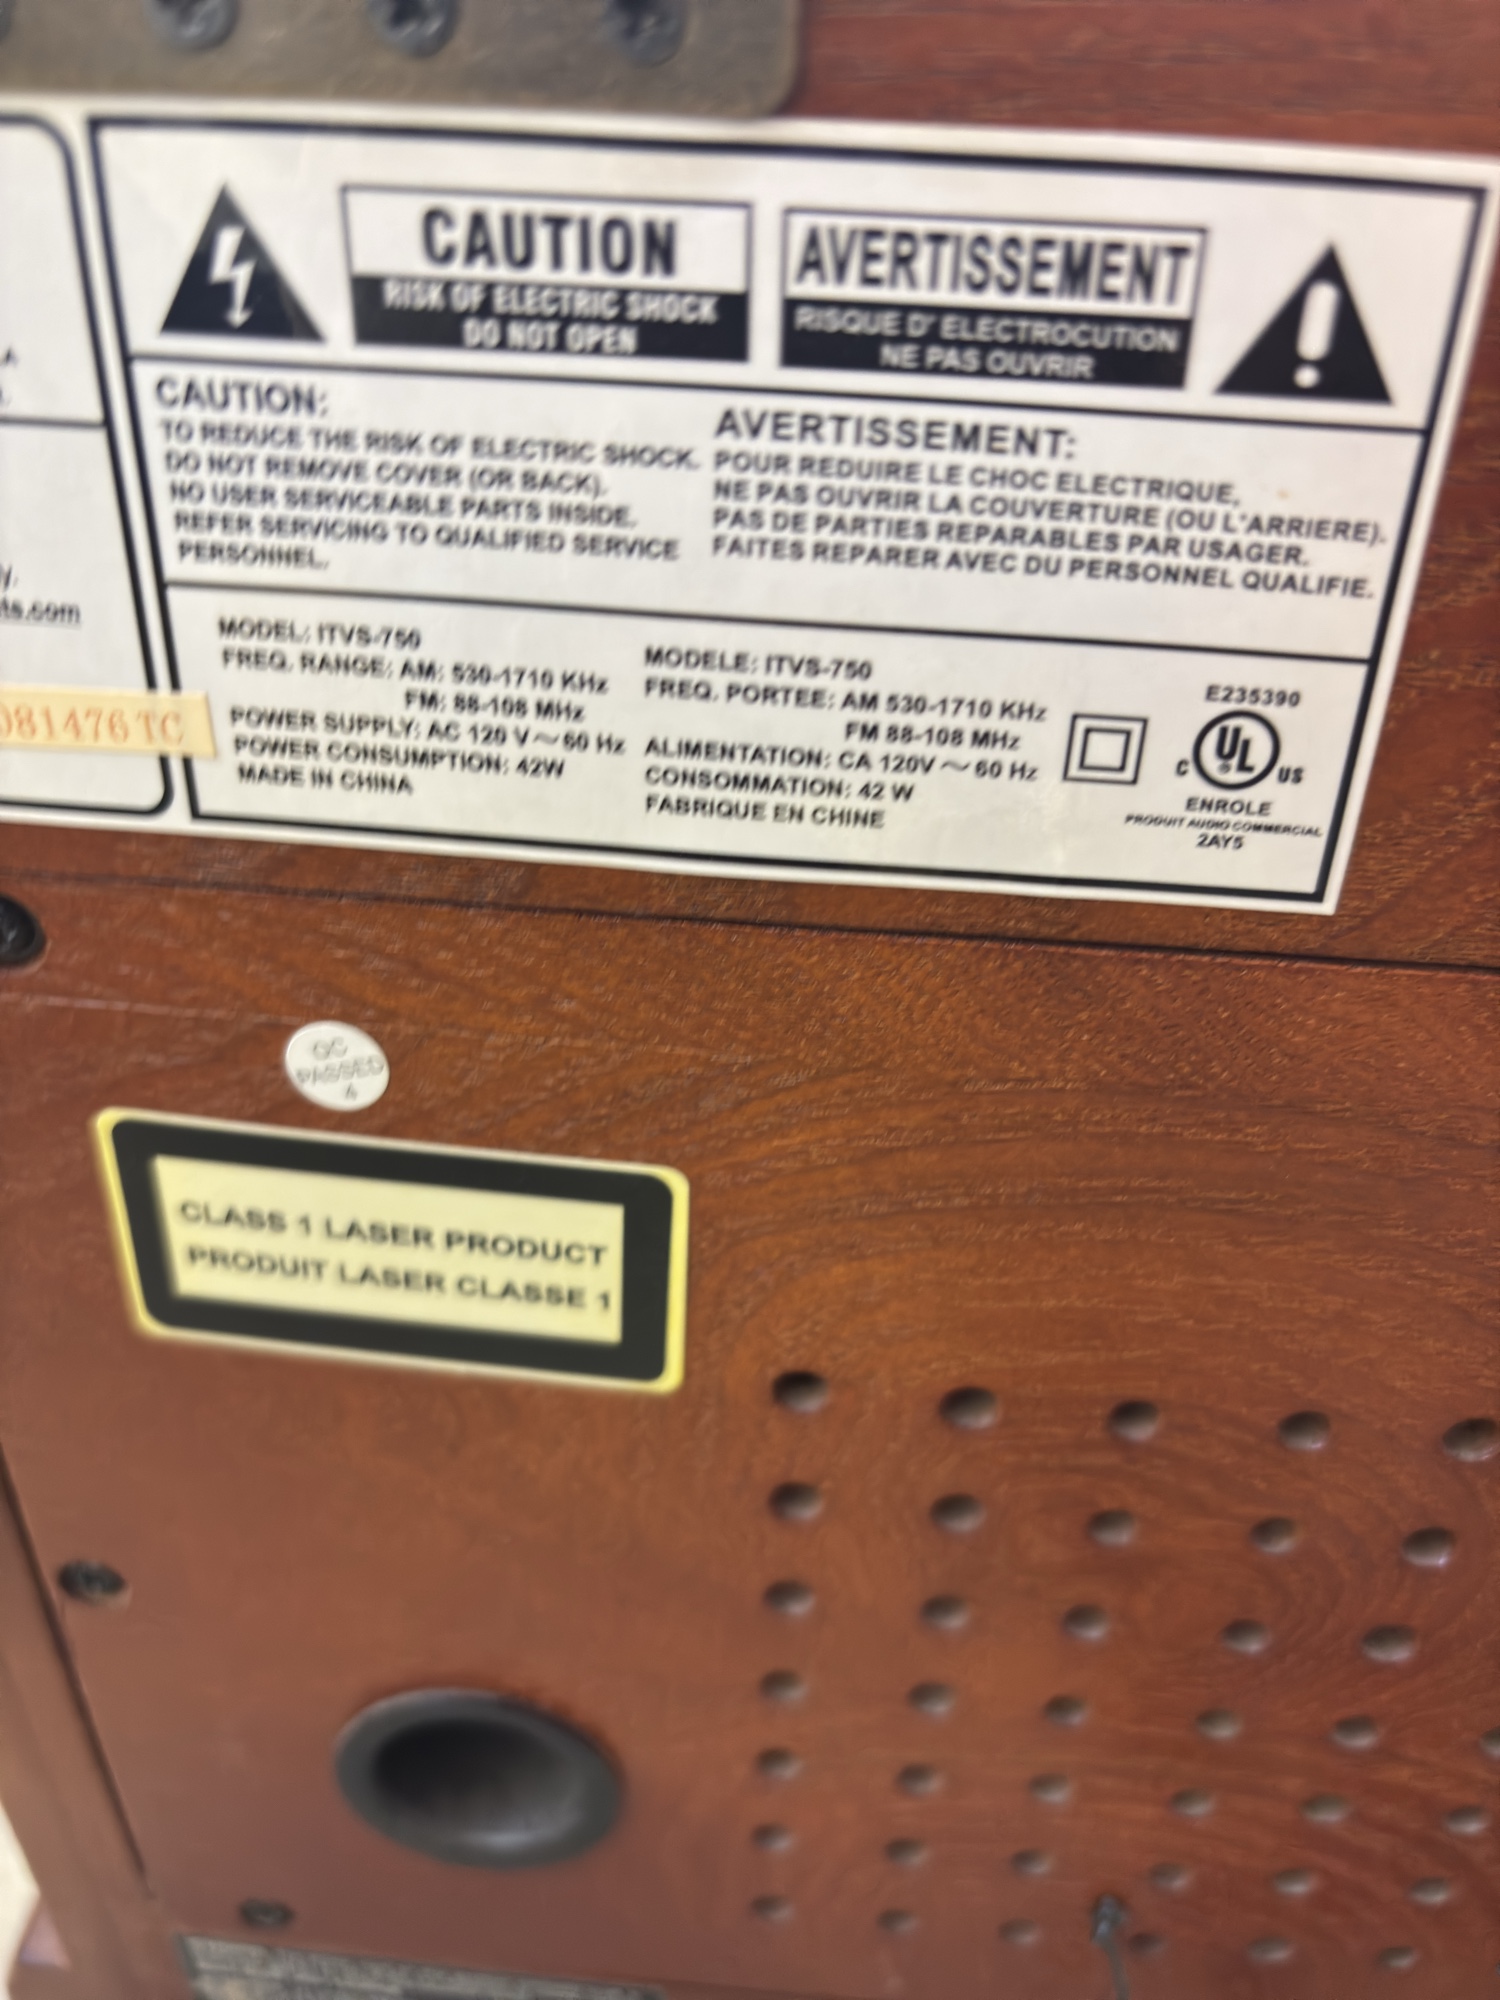 CAUTION
RISK OF ELECTRIC SHOCK
DO NOT OPEN
AVERTISSEMENT
RISQUE D' ELECTROCUTION
NE PAS OUVRIR
CAUTION:
TO REDUCE THE RISK OF ELECTRIC SHOCK.
DO NOT REMOVE COVER (OR BACK).
NO USER SERVICEABLE PARTS INSIDE.
REFER SERVICING TO QUALIFIED SERVICE
PERSONNEL.
AVERTISSEMENT:
POUR REDUIRE LE CHOC ELECTRIQUE,
NE PAS OUVRIR LA COUVERTURE (OU L'ARRIERE).
PAS DE PARTIES REPARABLES PAR USAGER.
FAITES REPARER AVEC DU PERSONNEL QUALIFIE.
ts.com
081476 TC
MODEL: ITVS-750
FREQ. RANGE: AM: 530-1710 KHz
FM: 88-108 MHz
POWER SUPPLY: AC 120 V ~ 60 Hz
POWER CONSUMPTION: 42W
MADE IN CHINA
MODELE: ITVS-750
FREQ. PORTEE: AM 530-1710 KHz
FM 88-108 MHz
ALIMENTATION: CA 120V ~ 60 Hz
CONSOMMATION: 42 W
FABRIQUE EN CHINE
E235390
C UL US
ENROLE
PRODUIT AUDIO COMMERCIAL
2AY5
QC
PASSED
CLASS 1 LASER PRODUCT
PRODUIT LASER CLASSE 1